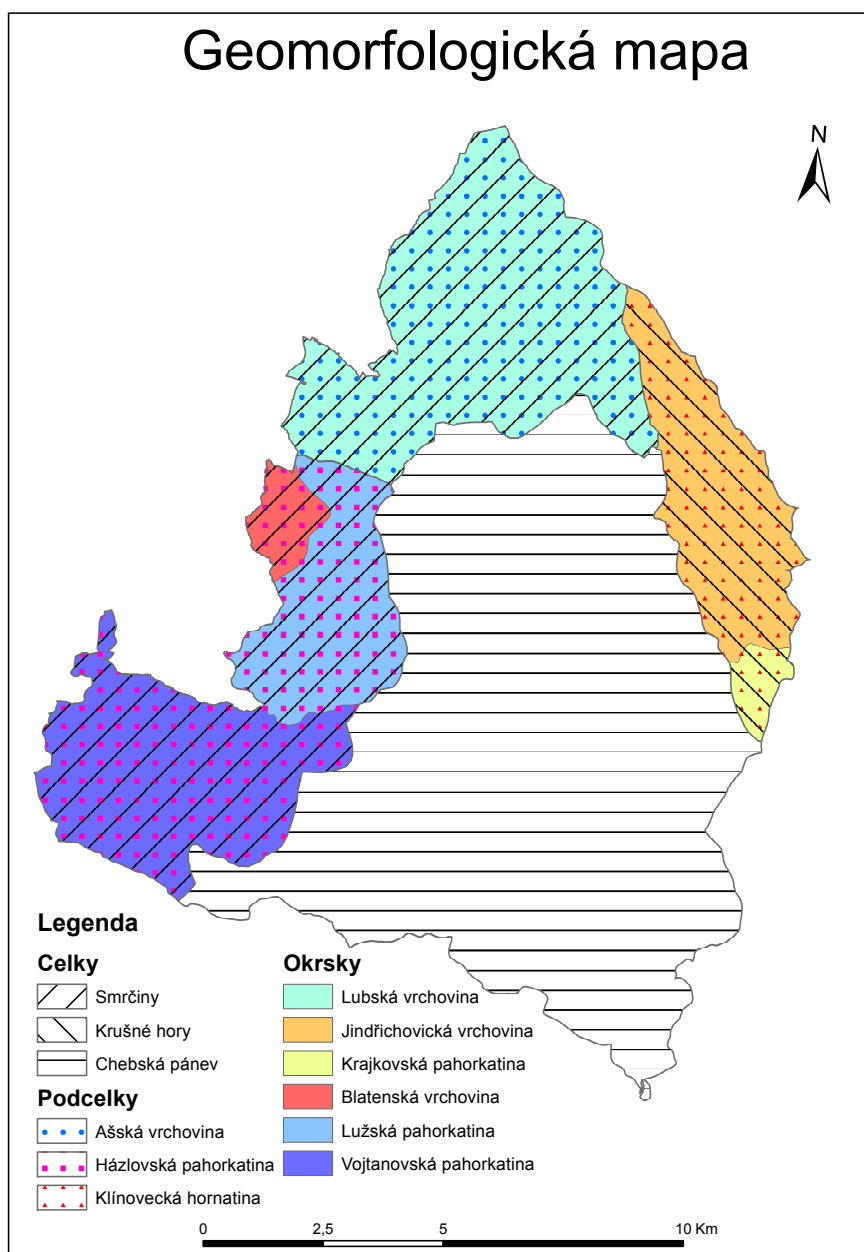 Geomorfologická mapa
N
Legenda
Celky
Smrčiny
Krušné hory
Chebská pánev
Podcelky
Ašská vrchovina
Házlovská pahorkatina
Klínovecká hornatina
Okrsky
Lubská vrchovina
Jindřichovická vrchovina
Krajkovská pahorkatina
Blatenská vrchovina
Lužská pahorkatina
Vojtanovská pahorkatina
0 2,5 5 10 Km